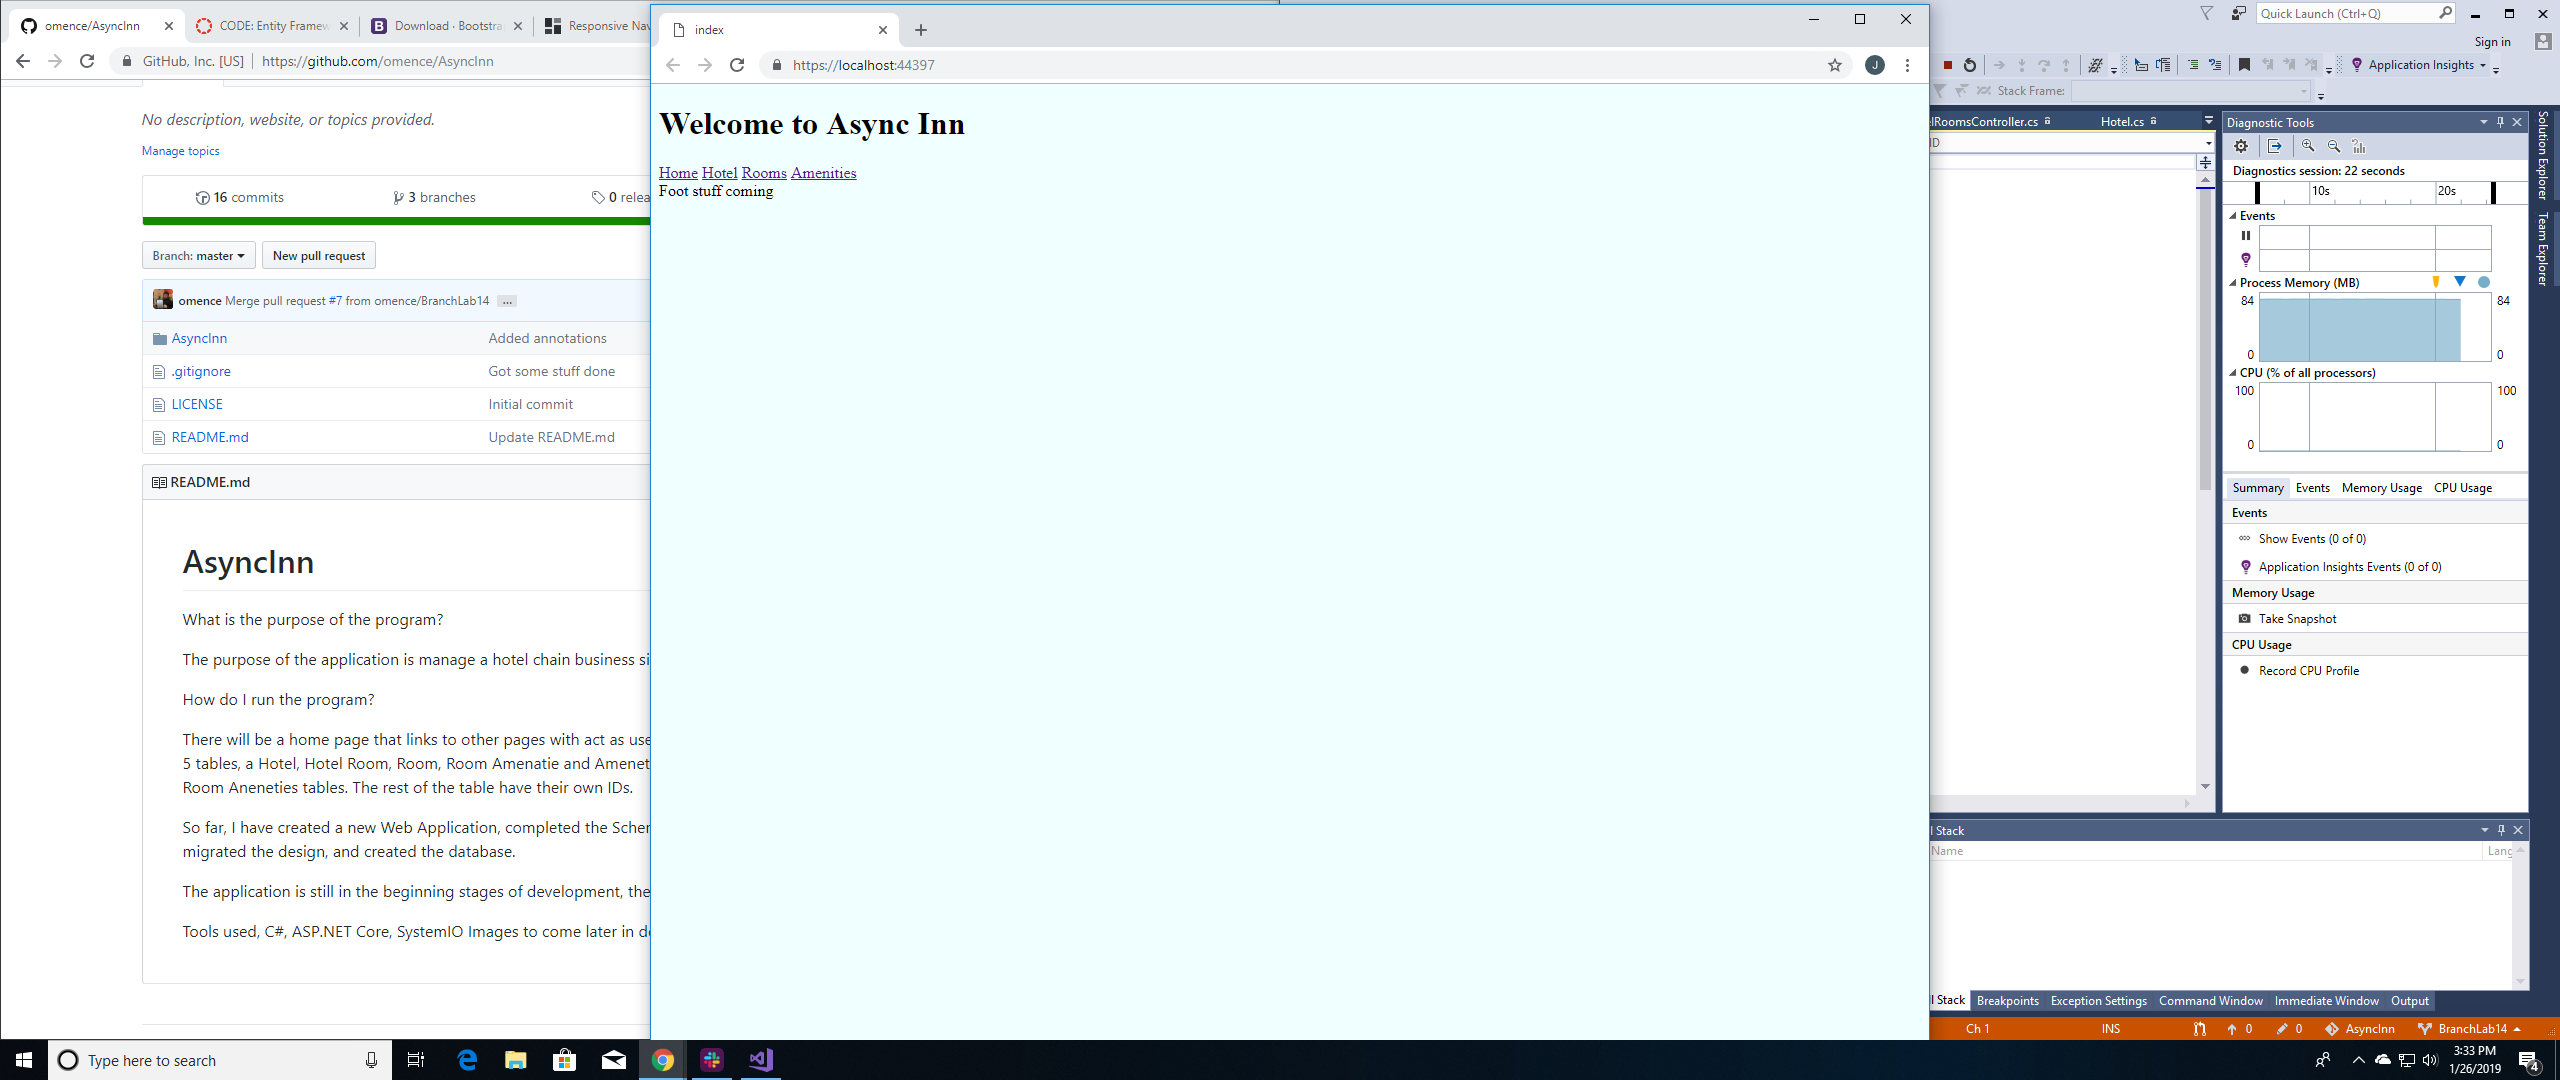 omence/AsyncInn
CODE: Entity Framew
Download · Bootstra
Responsive Nav
GitHub, Inc. [US] | https://github.com/omence/AsyncInn
No description, website, or topics provided.
Manage topics
16 commits
3 branches
0 relea
Branch: master
New pull request
omence Merge pull request #7 from omence/BranchLab14 ...
AsyncInn Added annotations
.gitignore Got some stuff done
LICENSE Initial commit
README.md Update README.md
README.md
AsyncInn
What is the purpose of the program?
The purpose of the application is manage a hotel chain business si
How do I run the program?
There will be a home page that links to other pages with act as use
5 tables, a Hotel, Hotel Room, Room, Room Amenatie and Amenet
Room Aneneties tables. The rest of the table have their own IDs.
So far, I have created a new Web Application, completed the Scher
migrated the design, and created the database.
The application is still in the beginning stages of development, the
Tools used, C#, ASP.NET Core, SystemIO Images to come later in d
index
https://localhost:44397
J
Welcome to Async Inn
Home Hotel Rooms Amenities
Foot stuff coming
Quick Launch (Ctrl+Q)
Sign in
Application Insights
Stack Frame:
lRoomsController.cs
Hotel.cs
ID
Diagnostic Tools
Diagnostics session: 22 seconds
10s 20s
Events
Process Memory (MB)
84 84
0 0
CPU (% of all processors)
100 100
0 0
Summary Events Memory Usage CPU Usage
Events
Show Events (0 of 0)
Application Insights Events (0 of 0)
Memory Usage
Take Snapshot
CPU Usage
Record CPU Profile
Solution Explorer
Team Explorer
l Stack
Name Lang
l Stack Breakpoints Exception Settings Command Window Immediate Window Output
Ch 1 INS 0 0 AsyncInn BranchLab14
Type here to search
3:33 PM
1/26/2019
4